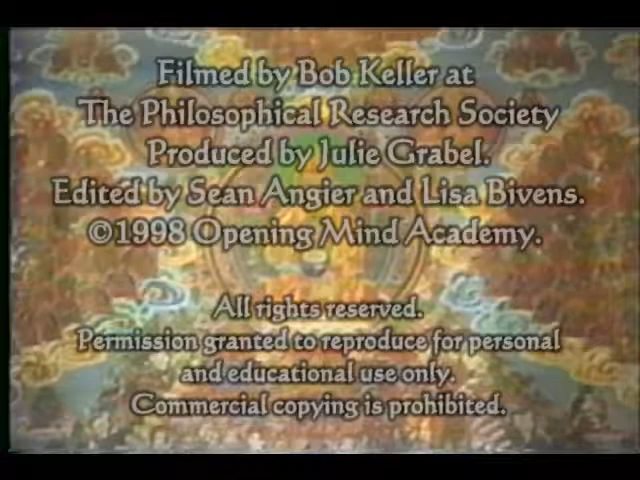 Filmed by Bob Keller at
The Philosophical Research Society
Produced by Julie Grabel.
Edited by Sean Angier and Lisa Bivens.
©1998 Opening Mind Academy.
All rights reserved.
Permission granted to reproduce for personal
and educational use only.
Commercial copying is prohibited.